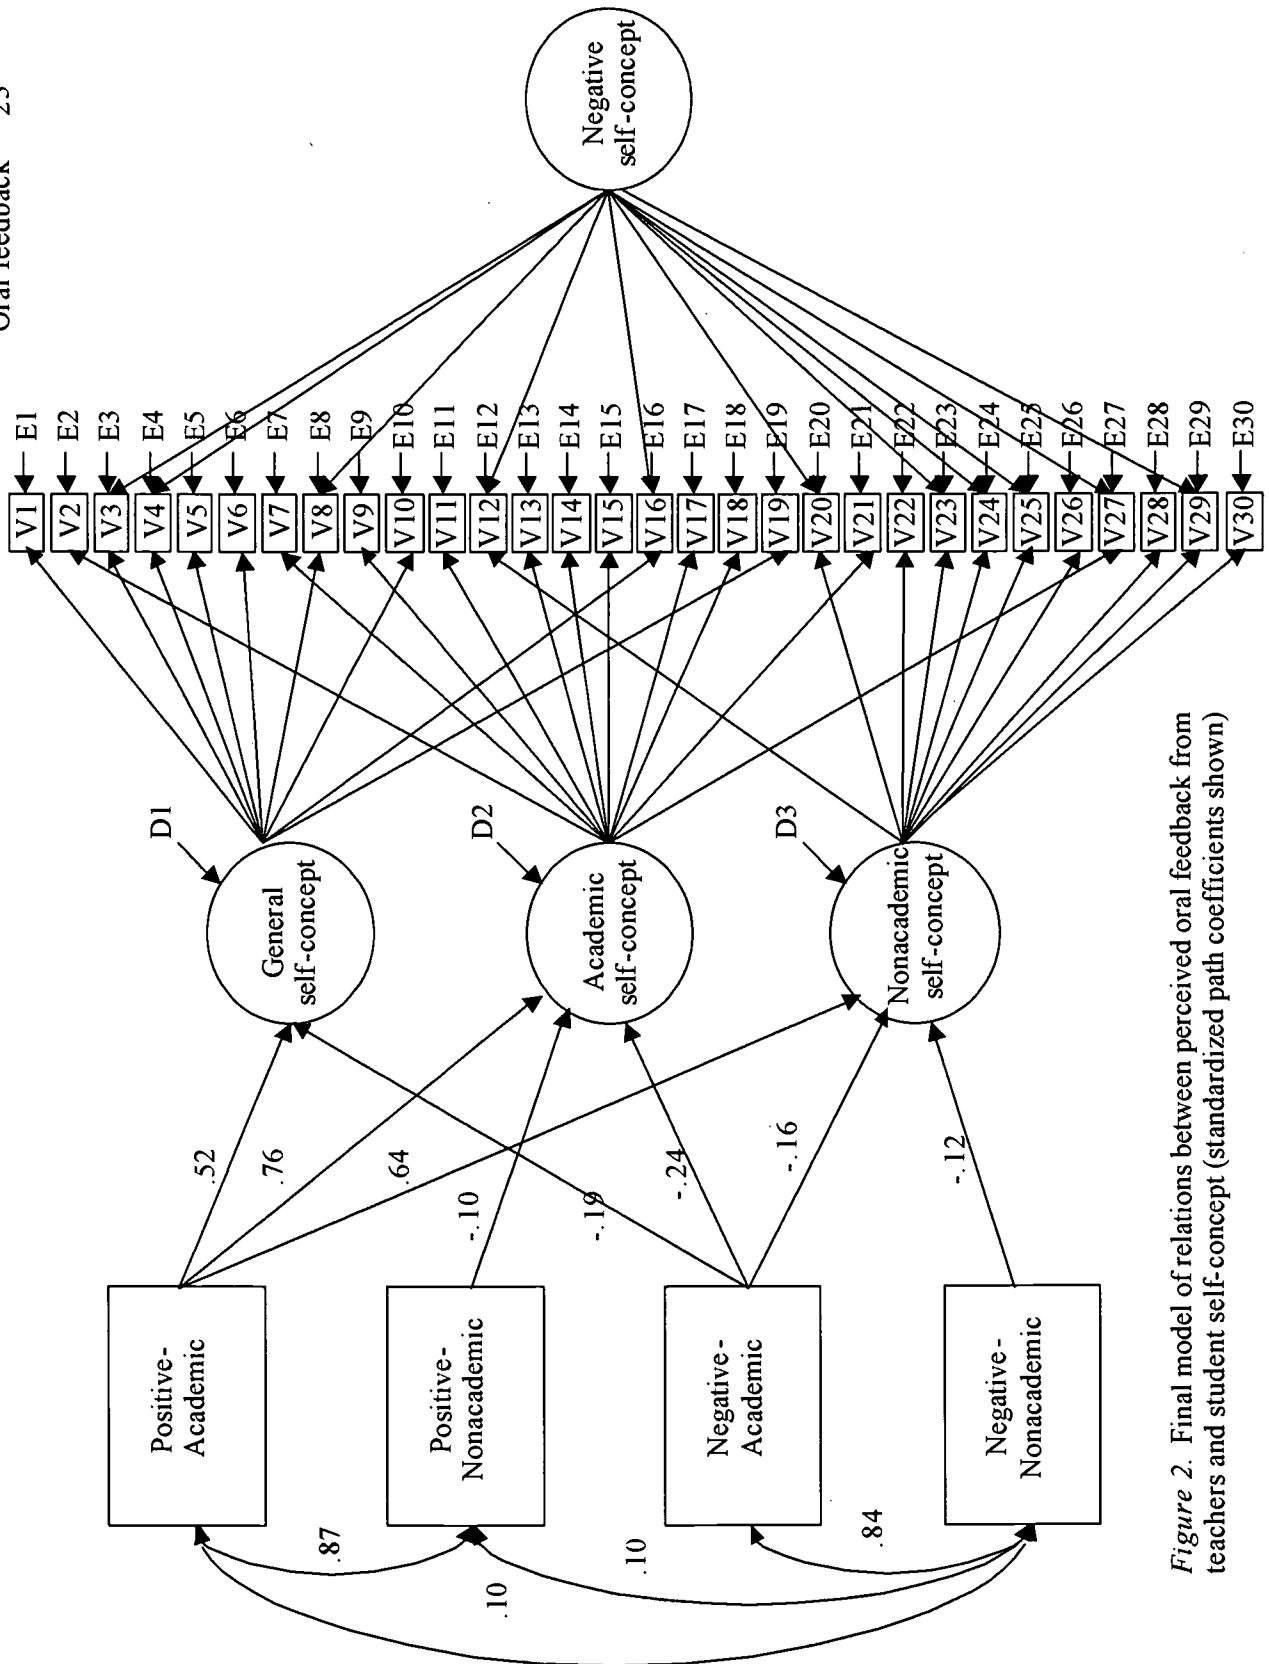 Oral feedback 23
Positive-
Academic
Positive-
Nonacademic
Negative-
Academic
Negative-
Nonacademic
.87
.10
.10
.84
.52
.76
.64
-.10
-.19
-.24
-.16
-.12
D1
D2
D3
General
self-concept
Academic
self-concept
Nonacademic
self-concept
V1 E1
V2 E2
V3 E3
V4 E4
V5 E5
V6 E6
V7 E7
V8 E8
V9 E9
V10 E10
V11 E11
V12 E12
V13 E13
V14 E14
V15 E15
V16 E16
V17 E17
V18 E18
V19 E19
V20 E20
V21 E21
V22 E22
V23 E23
V24 E24
V25 E25
V26 E26
V27 E27
V28 E28
V29 E29
V30 E30
Negative
self-concept
Figure 2. Final model of relations between perceived oral feedback from
teachers and student self-concept (standardized path coefficients shown)